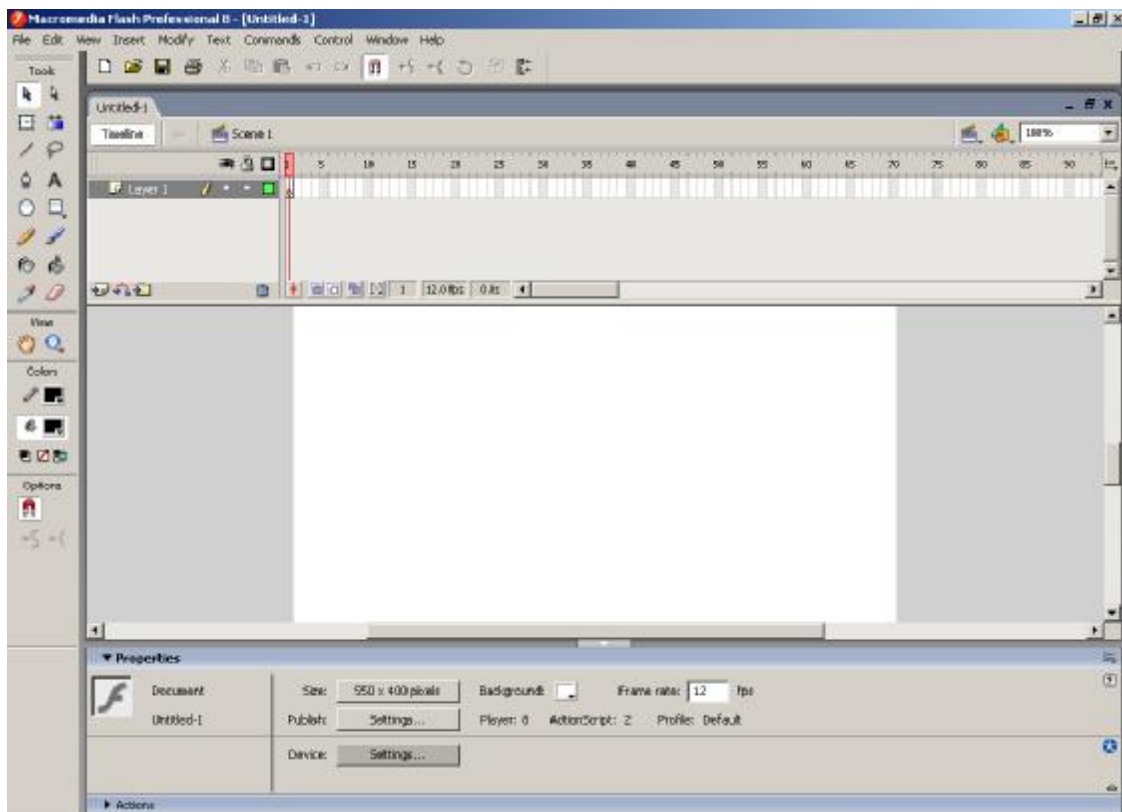 Macromedia Flash Professional 8 - [Untitled-1]
File Edit View Insert Modify Text Commands Control Window Help
Tools
Untitled-1
Timeline Scene 1 100%
1 5 10 15 20 25 30 35 40 45 50 55 60 65 70 75 80 85 90
Layer 1
1 12.0 fps 0.0s
View
Colors
Options
Properties
Document Size: 550 x 400 pixels Background: Frame rate: 12 fps
Untitled-1 Publish: Settings... Player: 8 ActionScript: 2 Profile: Default
Device: Settings...
Actions